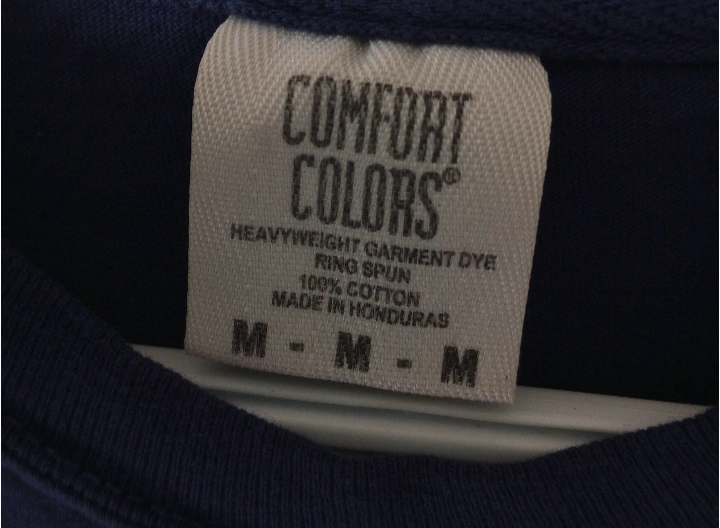 COMFORT
COLORS®
HEAVYWEIGHT GARMENT DYE
RING SPUN
100% COTTON
MADE IN HONDURAS
M - M - M